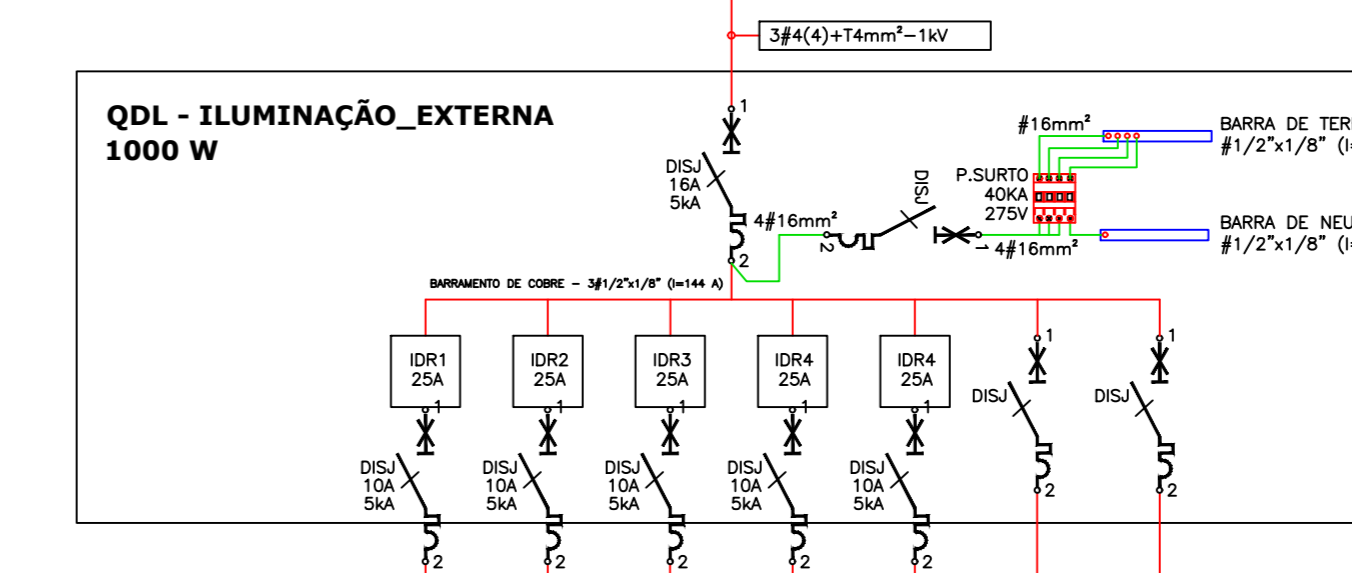 3#4(4)+T4mm²-1kV
QDL - ILUMINAÇÃO_EXTERNA
1000 W
1
DISJ
16A
5kA
2
4#16mm²
2
DISJ
1
4#16mm²
P.SURTO
40KA
275V
#16mm²
BARRA DE
#1/2"x1/8"
BARRA DE
#1/2"x1/8"
BARRAMENTO DE COBRE - 3#1/2"x1/8" (I=144 A)
IDR1
25A
IDR2
25A
IDR3
25A
IDR4
25A
IDR4
25A
1
1
1
1
1
1
1
DISJ
10A
5kA
DISJ
10A
5kA
DISJ
10A
5kA
DISJ
10A
5kA
DISJ
10A
5kA
DISJ
DISJ
2
2
2
2
2
2
2